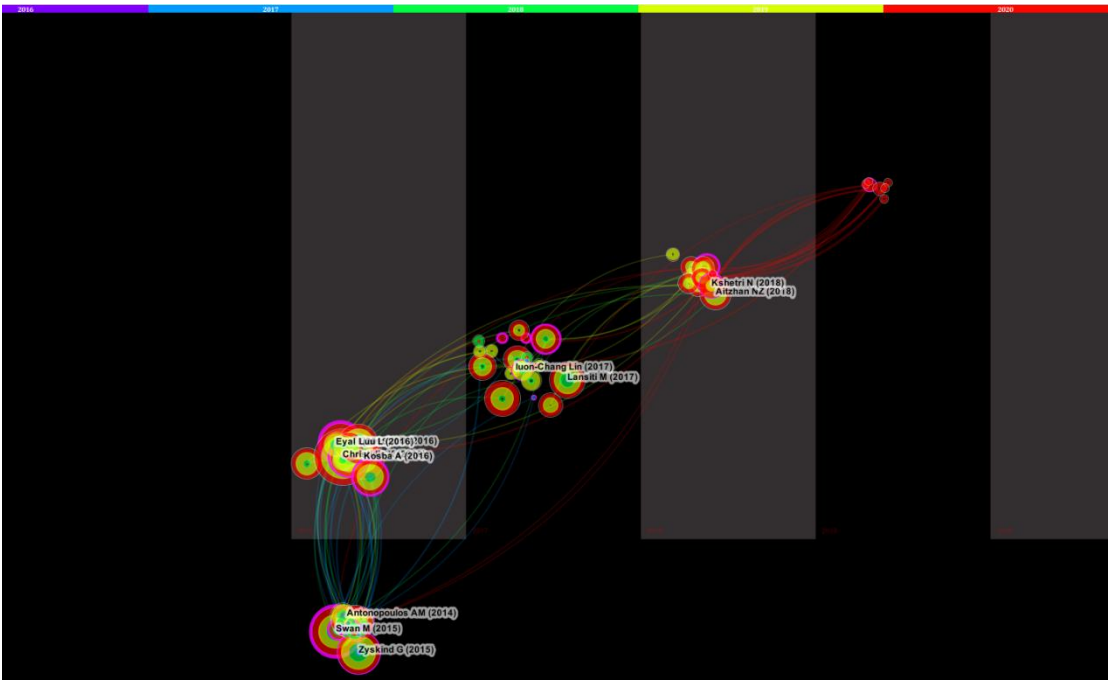 2016 2017 2018 2019 2020
Kshetri N (2018)
Aitzhan NZ (2018)
Iuon-Chang Lin (2017)
Lansiti M (2017)
Eyal Luu L (2016) 2016)
Kosba A (2016)
Antonopoulos AM (2014)
Swan M (2015)
Zyskind G (2015)